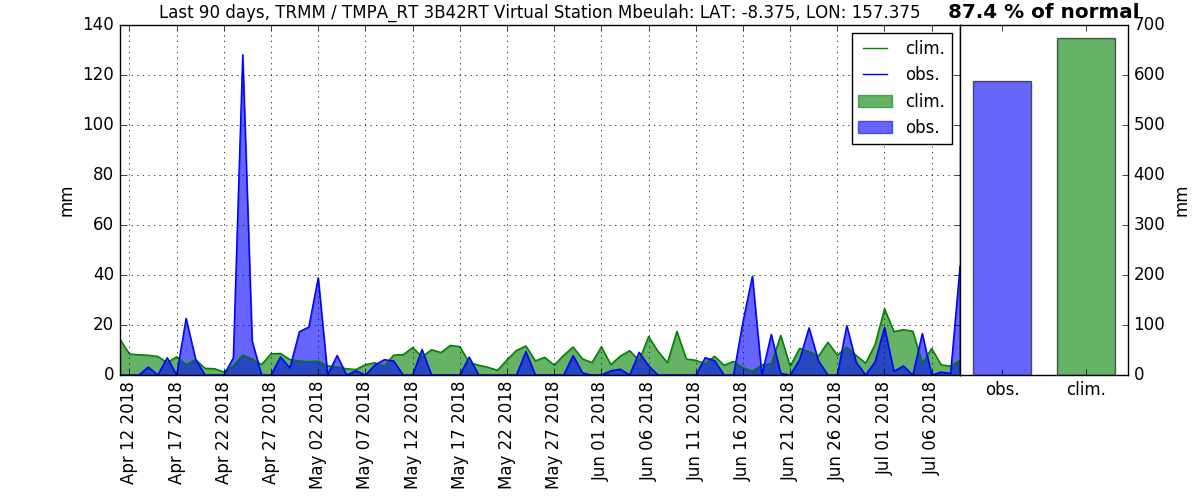 Last 90 days, TRMM / TMPA_RT 3B42RT Virtual Station Mbeulah: LAT: -8.375, LON: 157.375
87.4 % of normal
140
120
100
80
60
40
20
0
mm
clim.
obs.
clim.
obs.
700
600
500
400
300
200
100
0
mm
Apr 12 2018
Apr 17 2018
Apr 22 2018
Apr 27 2018
May 02 2018
May 07 2018
May 12 2018
May 17 2018
May 22 2018
May 27 2018
Jun 01 2018
Jun 06 2018
Jun 11 2018
Jun 16 2018
Jun 21 2018
Jun 26 2018
Jul 01 2018
Jul 06 2018
obs.
clim.